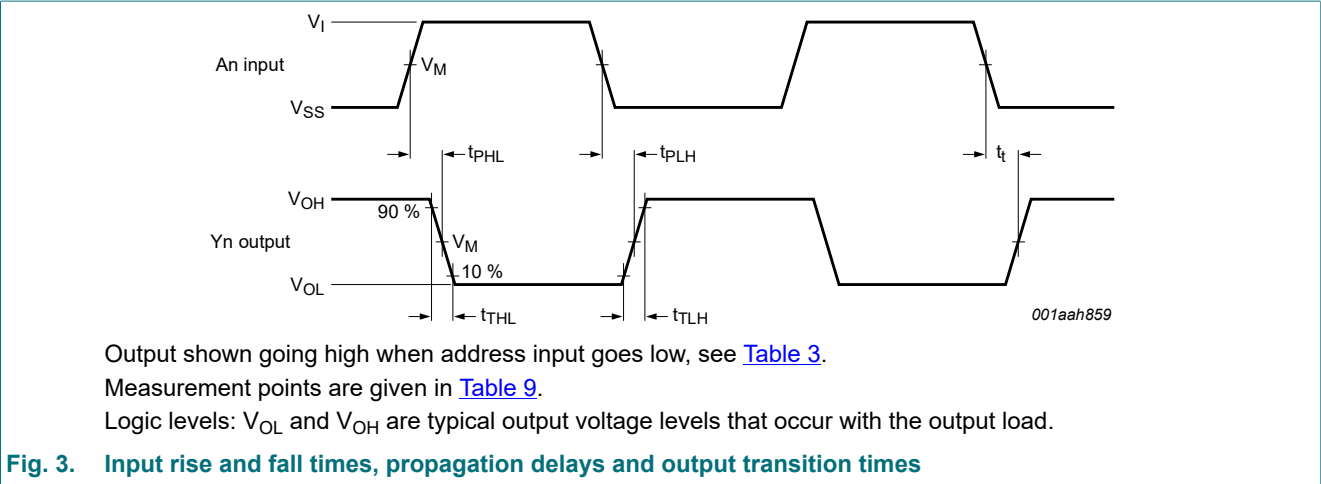 V_I
An input
V_M
V_SS
t_PHL
t_PLH
t_t
V_OH
90 %
Yn output
V_M
10 %
V_OL
t_THL
t_TLH
001aah859
Output shown going high when address input goes low, see Table 3.
Measurement points are given in Table 9.
Logic levels: V_OL and V_OH are typical output voltage levels that occur with the output load.
Fig. 3. Input rise and fall times, propagation delays and output transition times